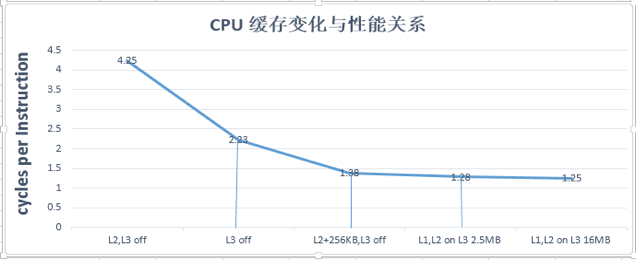 CPU 缓存变化与性能关系
cycles per Instruction
4.5
4
3.5
3
2.5
2
1.5
1
0.5
0
4.25
2.23
1.38
1.28
1.25
L2,L3 off
L3 off
L2+256KB,L3 off
L1,L2 on L3 2.5MB
L1,L2 on L3 16MB